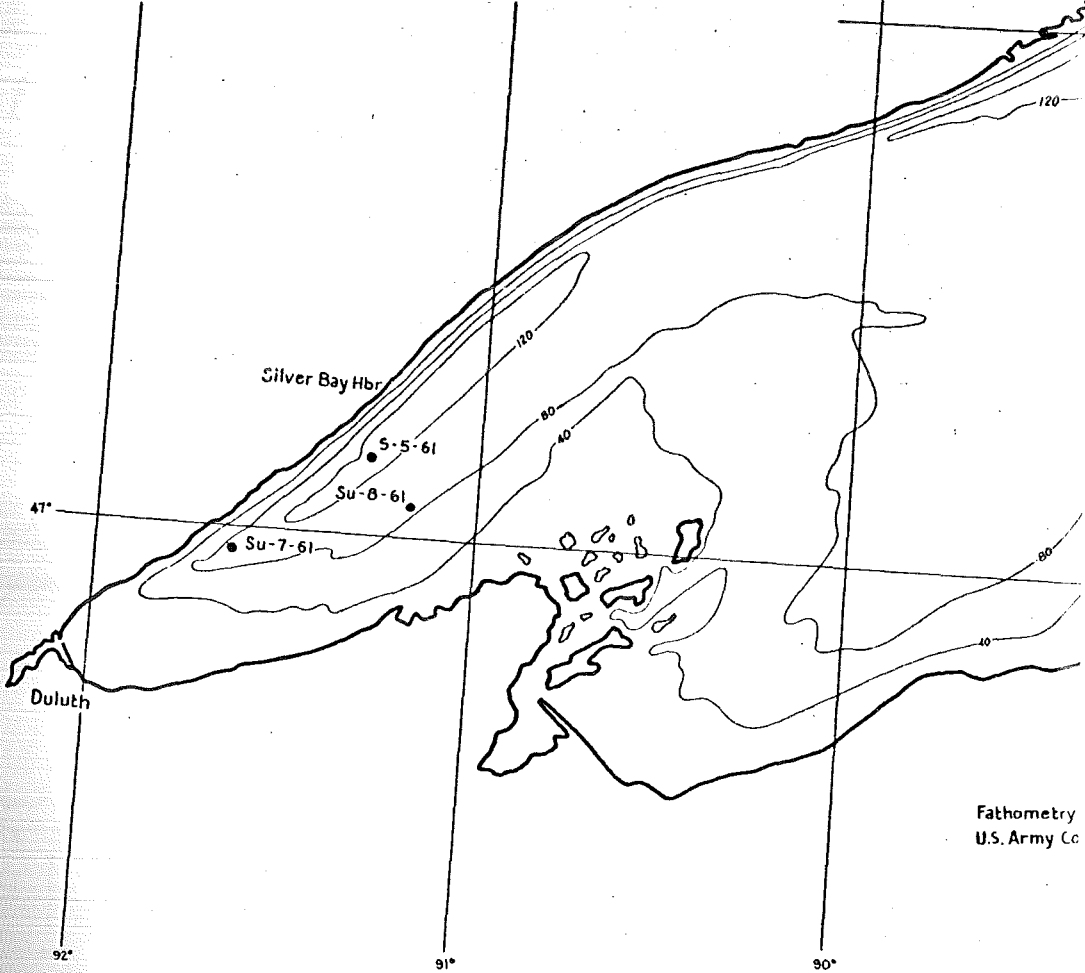 120
120
Silver Bay Hbr
80
40
S-5-61
Su-8-61
47°
Su-7-61
80
40
Duluth
Fathometry
U.S. Army Co
92°
91°
90°